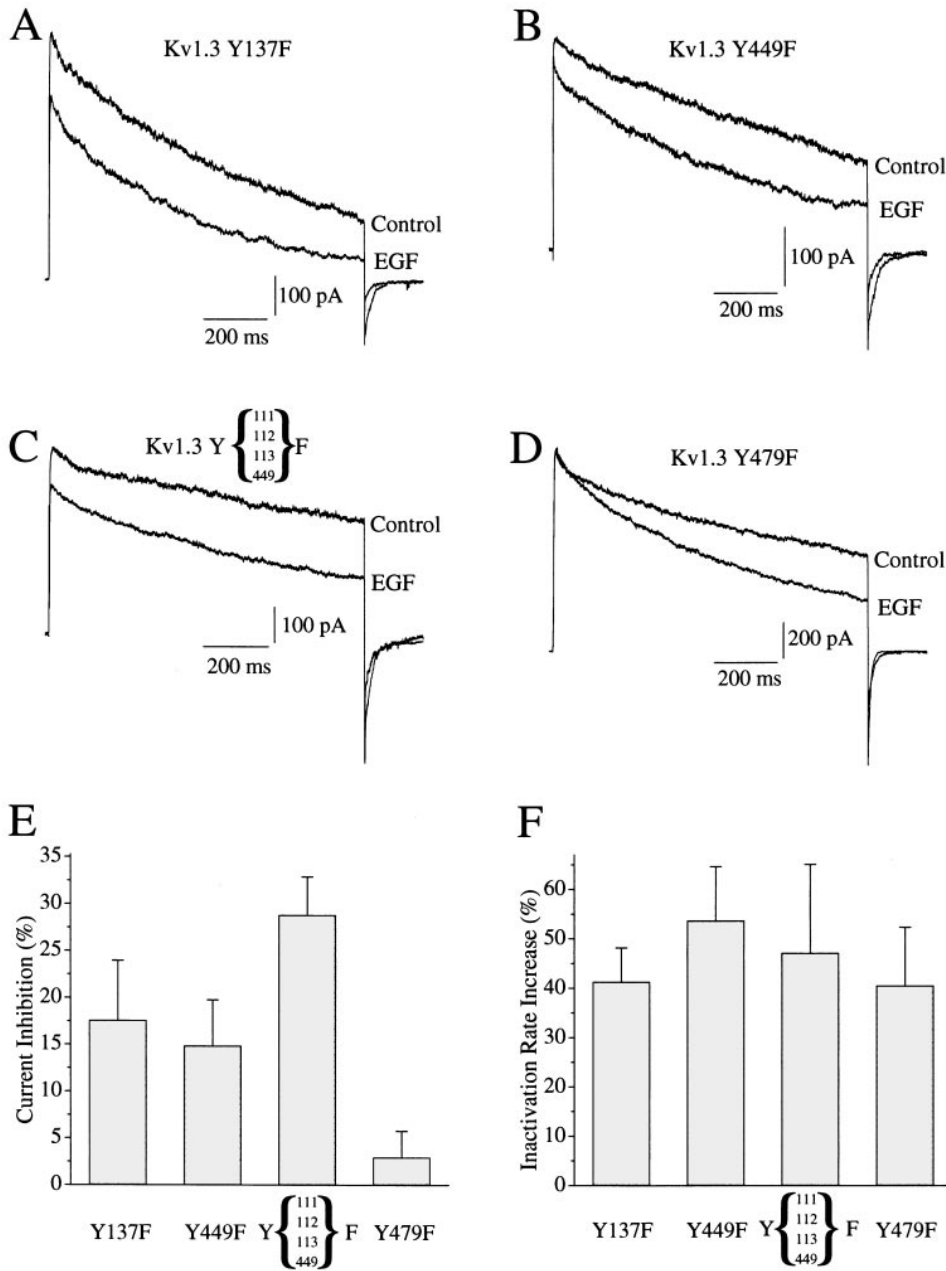 A
Kv1.3 Y137F
Control
EGF
100 pA
200 ms
B
Kv1.3 Y449F
Control
EGF
100 pA
200 ms
C
Kv1.3 Y { 111 112 113 449 } F
Control
EGF
100 pA
200 ms
D
Kv1.3 Y479F
Control
EGF
200 pA
200 ms
E
Current Inhibition (%)
35
30
25
20
15
10
5
0
Y137F Y449F Y { 111 112 113 449 } F Y479F
F
Inactivation Rate Increase (%)
60
50
40
30
20
10
0
Y137F Y449F Y { 111 112 113 449 } F Y479F